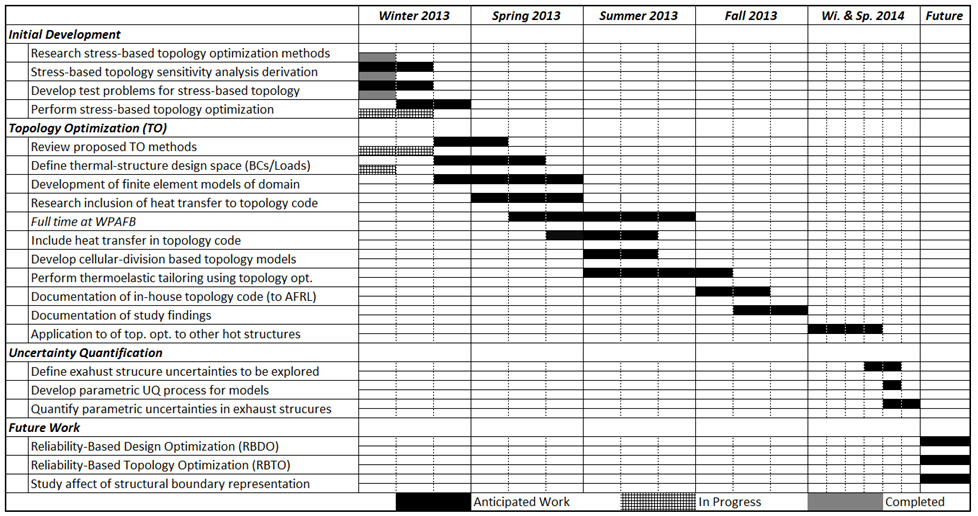 Winter 2013 Spring 2013 Summer 2013 Fall 2013 Wi. & Sp. 2014 Future
Initial Development
Research stress-based topology optimization methods
Stress-based topology sensitivity analysis derivation
Develop test problems for stress-based topology
Perform stress-based topology optimization
Topology Optimization (TO)
Review proposed TO methods
Define thermal-structure design space (BCs/Loads)
Development of finite element models of domain
Research inclusion of heat transfer to topology code
Full time at WPAFB
Include heat transfer in topology code
Develop cellular-division based topology models
Perform thermoelastic tailoring using topology opt.
Documentation of in-house topology code (to AFRL)
Documentation of study findings
Application to of top. opt. to other hot structures
Uncertainty Quantification
Define exahust strucure uncertainties to be explored
Develop parametric UQ process for models
Quantify parametric uncertainties in exhaust strucures
Future Work
Reliability-Based Design Optimization (RBDO)
Reliability-Based Topology Optimization (RBTO)
Study affect of structural boundary representation
Anticipated Work In Progress Completed